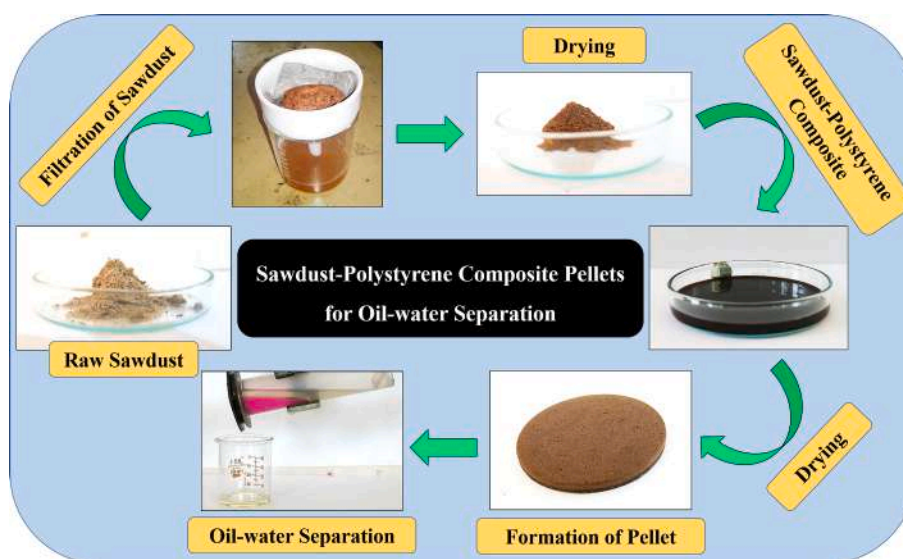 Filtration of Sawdust
Drying
Sawdust-Polystyrene
Composite
Raw Sawdust
Sawdust-Polystyrene Composite Pellets
for Oil-water Separation
Drying
Oil-water Separation
Formation of Pellet